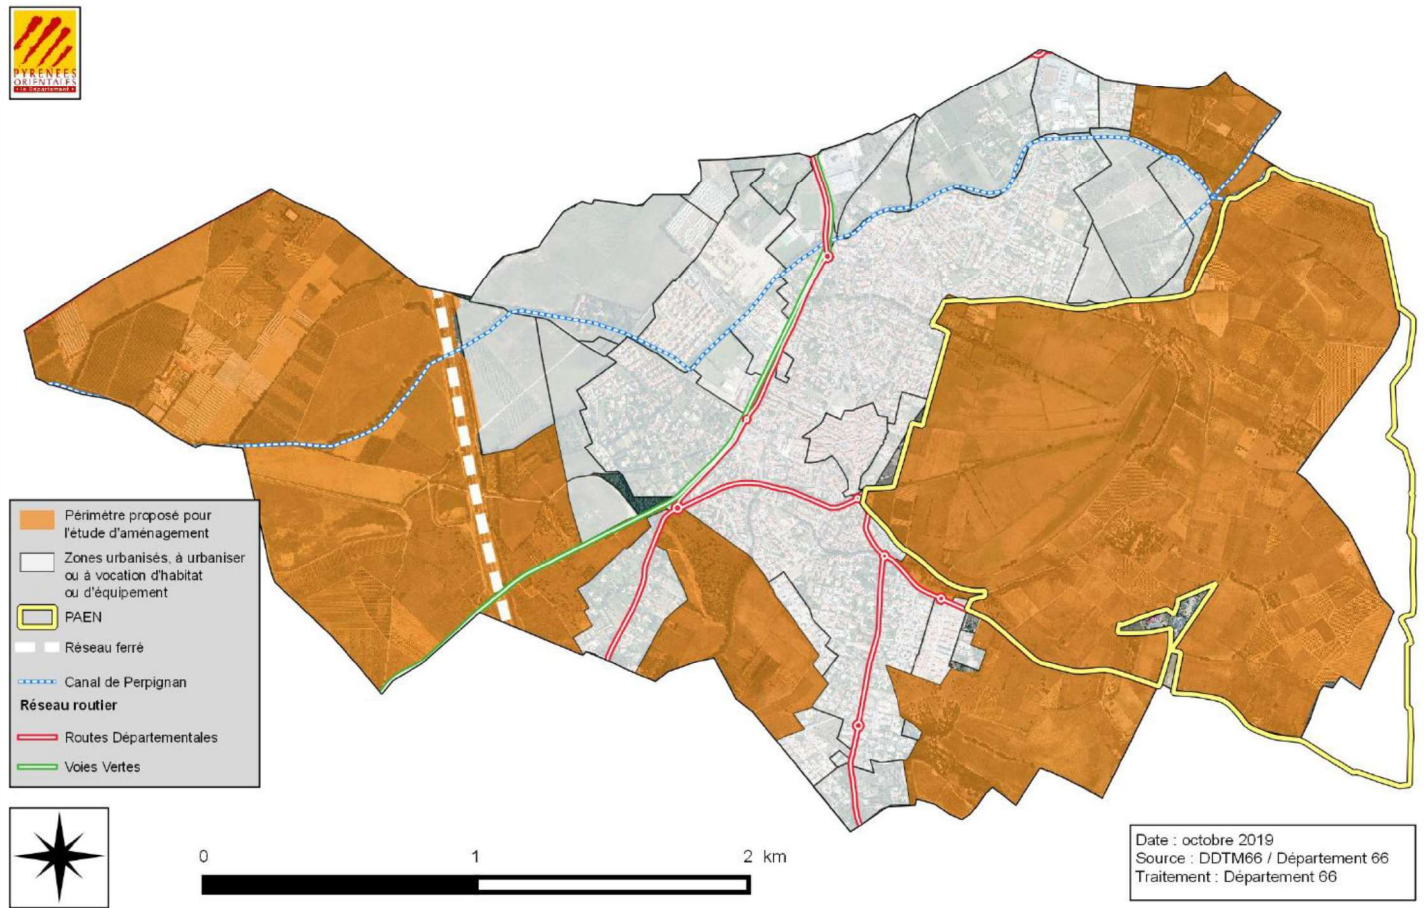 PYRENEES
ORIENTALES
le Département
Périmètre proposé pour
l'étude d'aménagement
Zones urbanisés, à urbaniser
ou à vocation d'habitat
ou d'équipement
PAEN
Réseau ferré
Canal de Perpignan
Réseau routier
Routes Départementales
Voies Vertes
0 1 2 km
Date : octobre 2019
Source : DDTM66 / Département 66
Traitement : Département 66